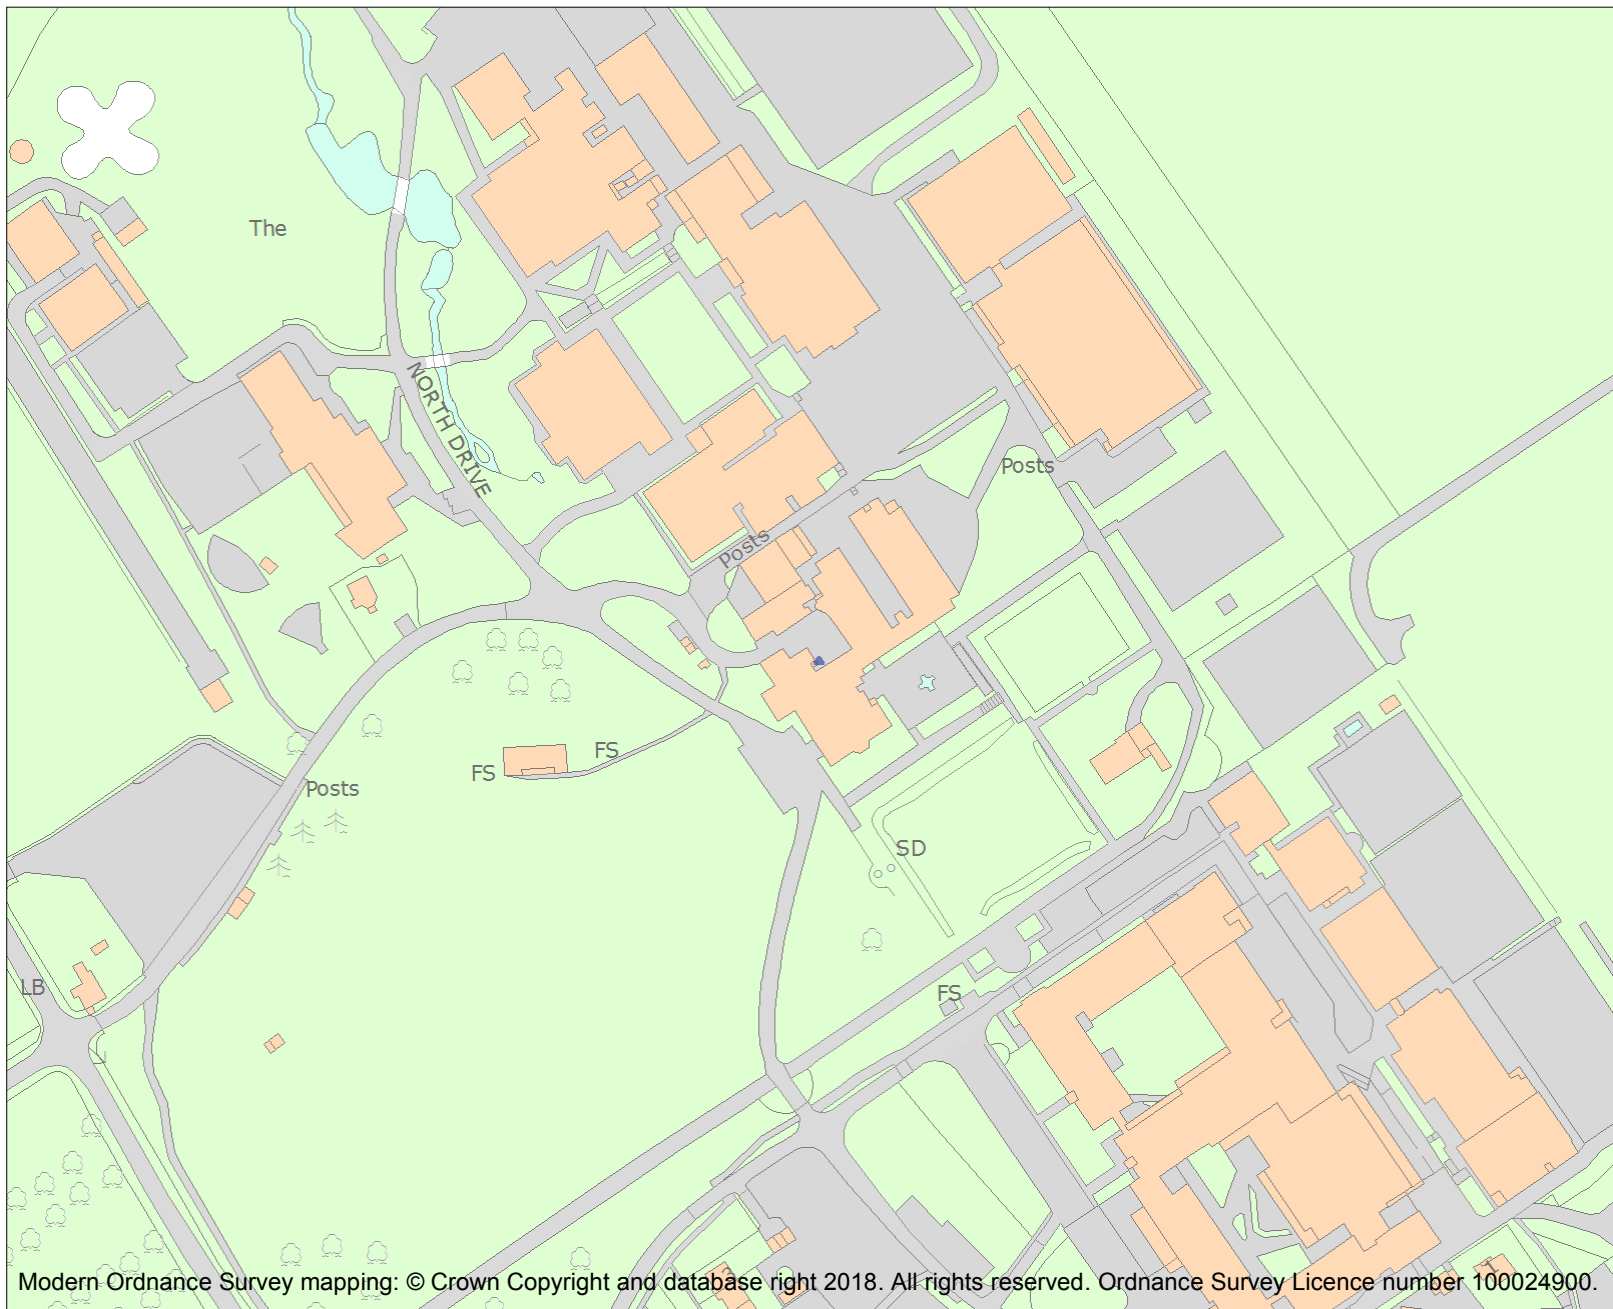 The
NORTH DRIVE
Posts
Posts
FS
FS
Posts
SD
LB
FS
Modern Ordnance Survey mapping: © Crown Copyright and database right 2018. All rights reserved. Ordnance Survey Licence number 100024900.